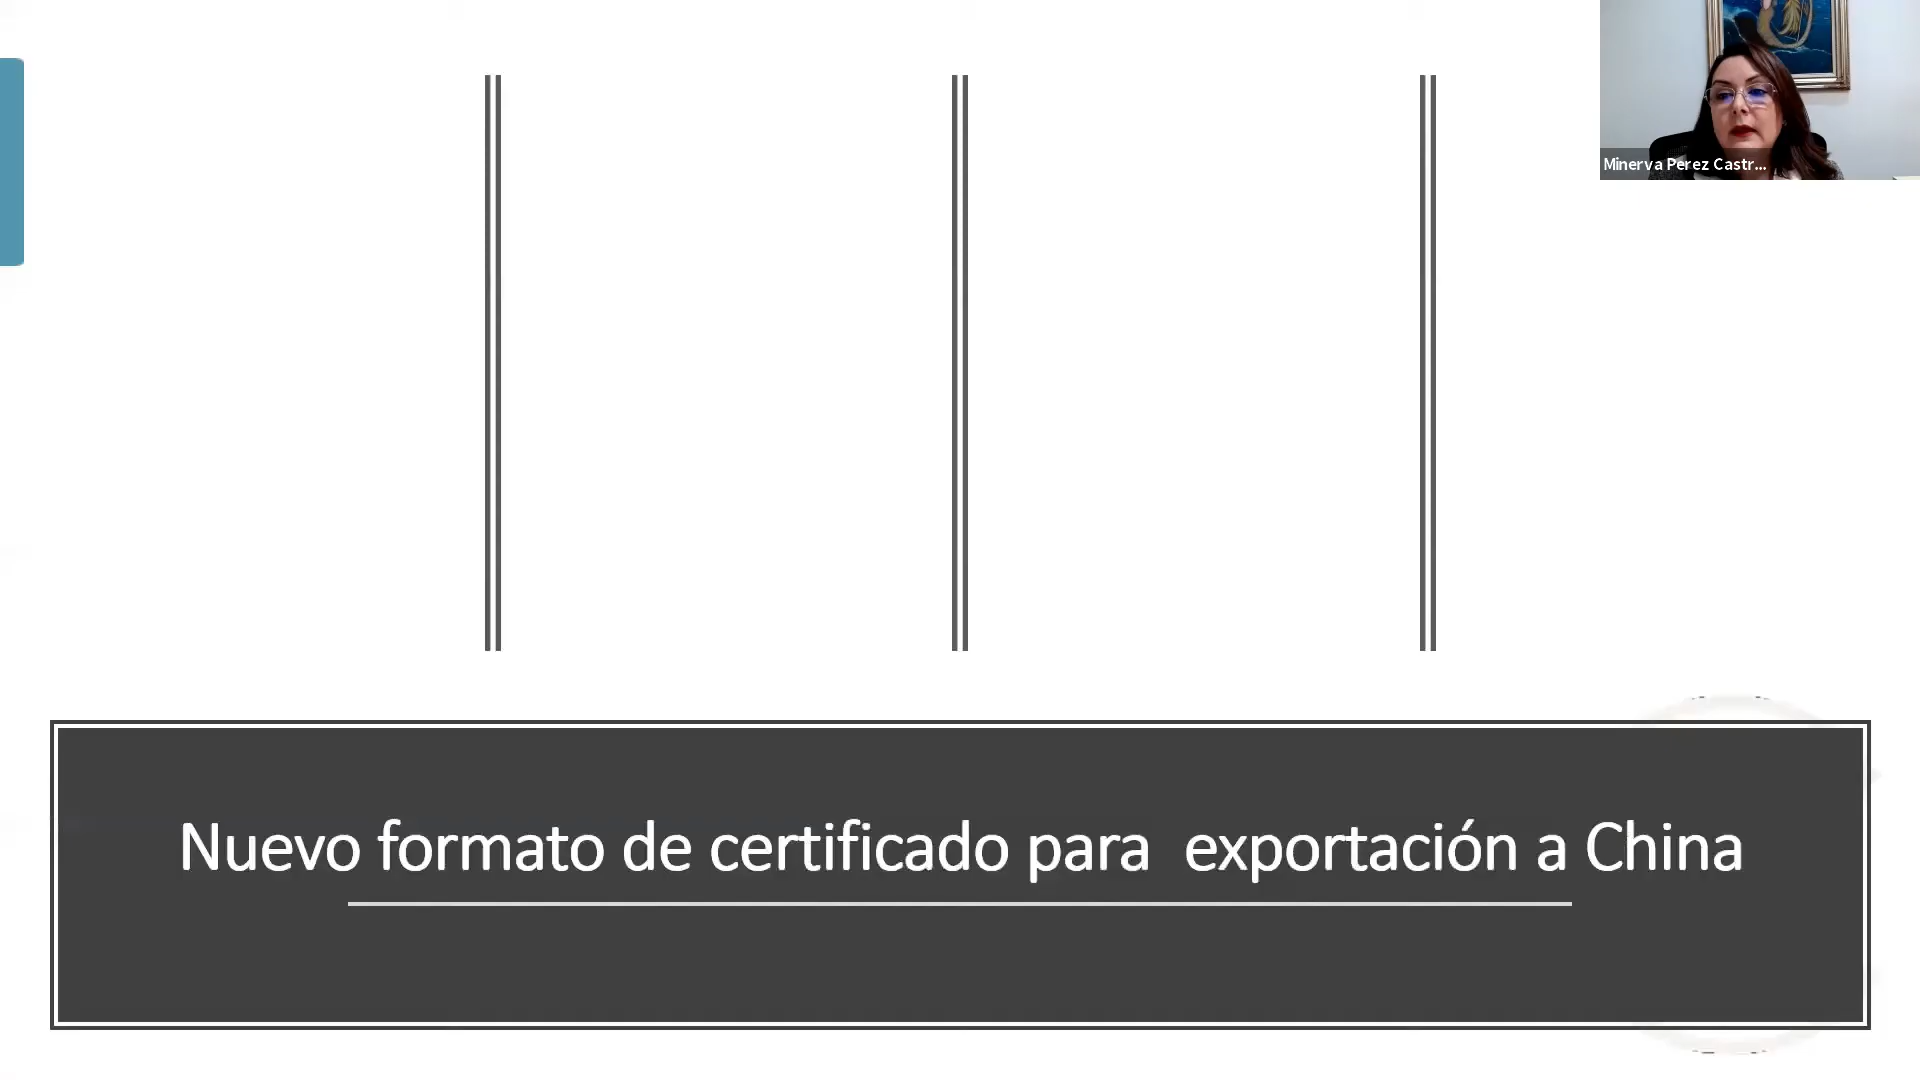 Minerva Perez Castr...
Nuevo formato de certificado para  exportación a China